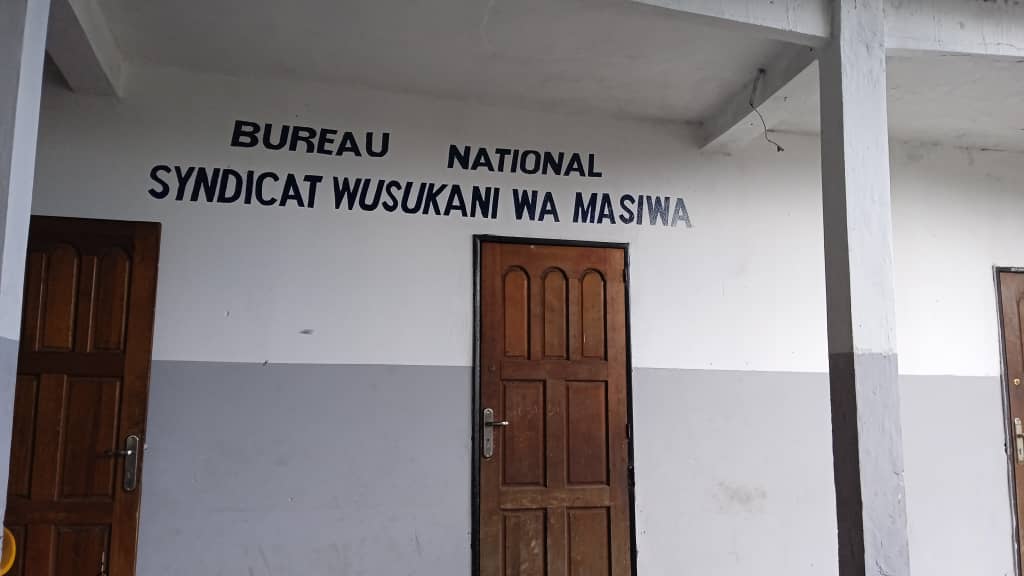 BUREAU NATIONAL
SYNDICAT WUSUKANI WA MASIWA